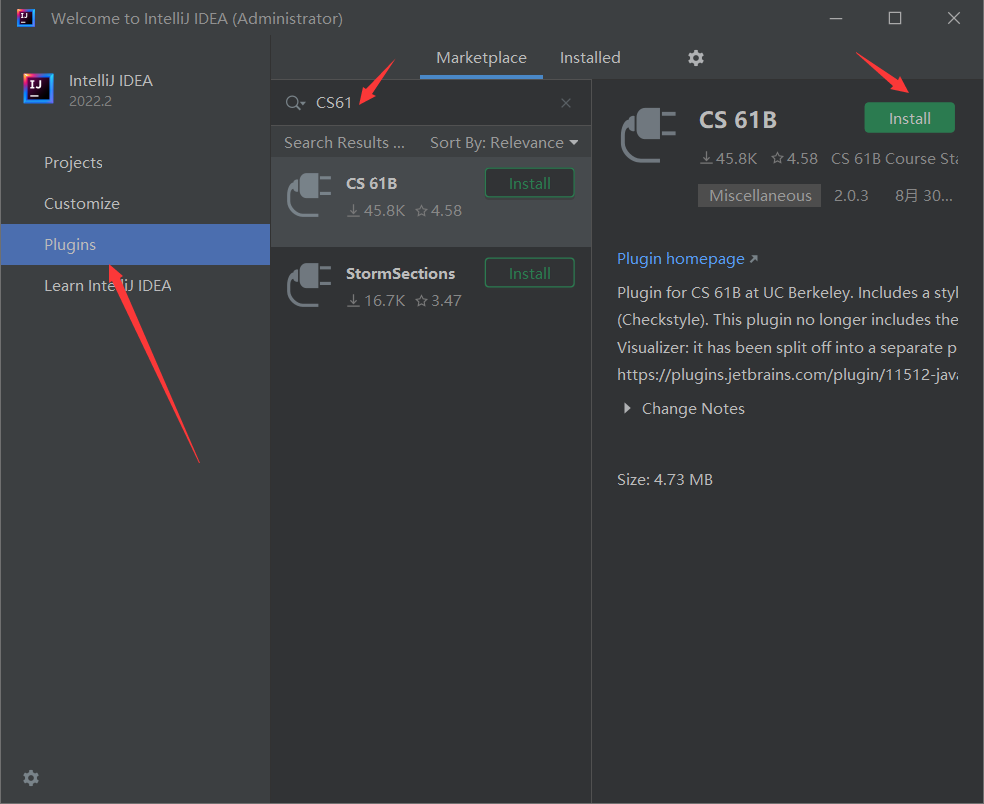 Welcome to IntelliJ IDEA (Administrator)
IntelliJ IDEA
2022.2
Projects
Customize
Plugins
Learn IntelliJ IDEA
Marketplace
Installed
CS61
Search Results ...
Sort By: Relevance
CS 61B
Install
45.8K
4.58
StormSections
Install
16.7K
3.47
CS 61B
Install
45.8K
4.58
CS 61B Course Sta
Miscellaneous
2.0.3
8月 30...
Plugin homepage
Plugin for CS 61B at UC Berkeley. Includes a styl
(Checkstyle). This plugin no longer includes the
Visualizer: it has been split off into a separate p
https://plugins.jetbrains.com/plugin/11512-java
Change Notes
Size: 4.73 MB